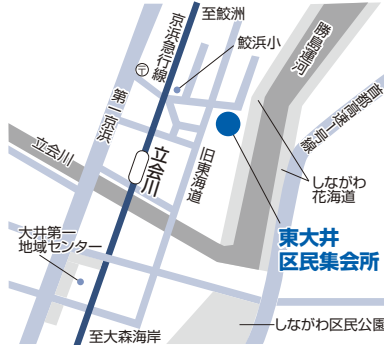 至鮫洲
京浜急行線
鮫浜小
〒
第一京浜
勝島運河
首都高速1号線
立会川
立会川
旧東海道
しながわ
花海道
大井第一
地域センター
東大井
区民集会所
しながわ区民公園
至大森海岸